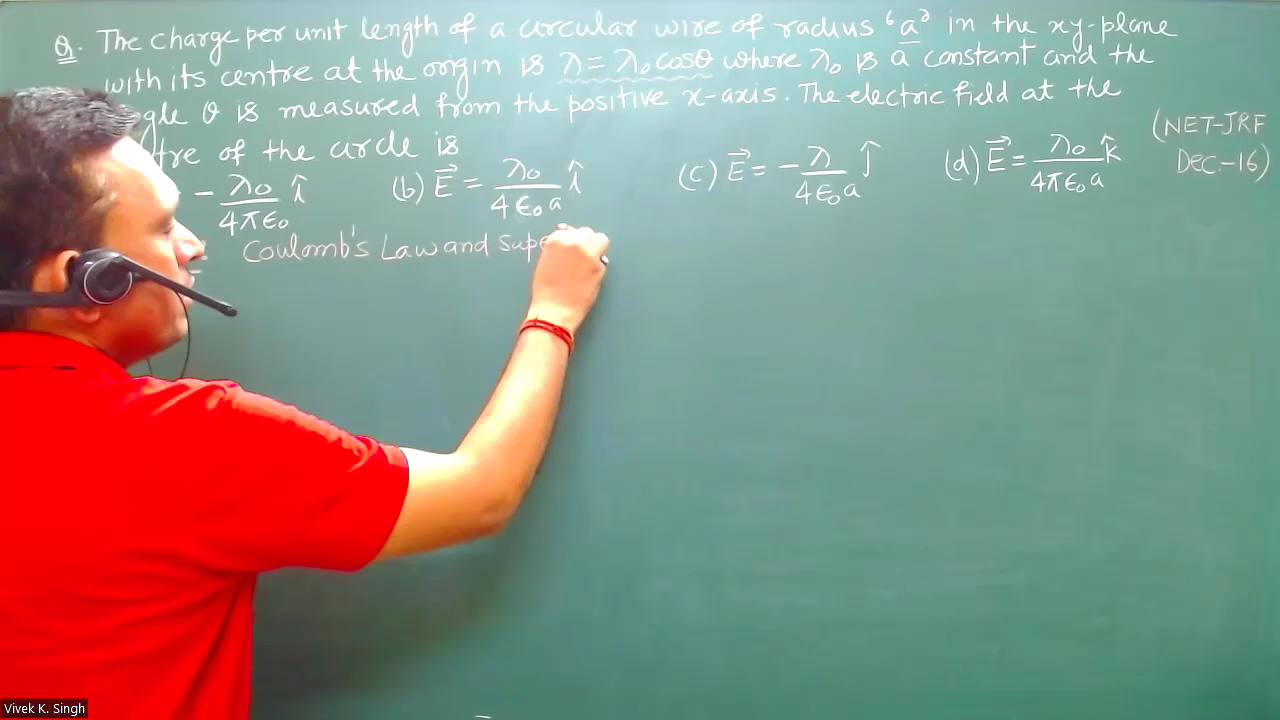 Q. The charge per unit length of a circular wire of radius 'a' in the xy-plane
with its centre at the origin is λ = λ₀ cosθ where λ₀ is a constant and the
gle θ is measured from the positive x-axis. The electric field at the
tre of the circle is
(NET-JRF
Dec.-16)
- λ₀/4πϵ₀ î (b) E⃗ = λ₀/4ϵ₀a î (c) E⃗ = -λ/4ϵ₀a ĵ (d) E⃗ = λ₀/4πϵ₀a k̂
Coulomb's Law and Supe
Vivek K. Singh